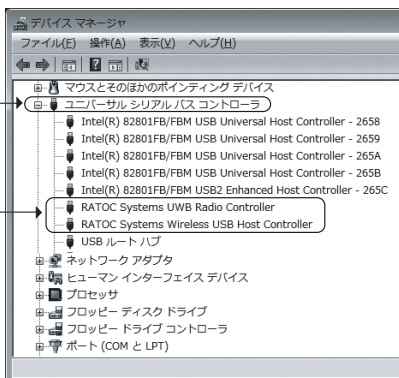 デバイス マネージャ
ファイル(F) 操作(A) 表示(V) ヘルプ(H)
マウスとそのほかのポインティング デバイス
ユニバーサル シリアル バス コントローラ
Intel(R) 82801FB/FBM USB Universal Host Controller - 2658
Intel(R) 82801FB/FBM USB Universal Host Controller - 2659
Intel(R) 82801FB/FBM USB Universal Host Controller - 265A
Intel(R) 82801FB/FBM USB Universal Host Controller - 265B
Intel(R) 82801FB/FBM USB2 Enhanced Host Controller - 265C
RATOC Systems UWB Radio Controller
RATOC Systems Wireless USB Host Controller
USB ルート ハブ
ネットワーク アダプタ
ヒューマン インターフェイス デバイス
プロセッサ
フロッピー ディスク ドライブ
フロッピー ドライブ コントローラ
ポート (COM と LPT)